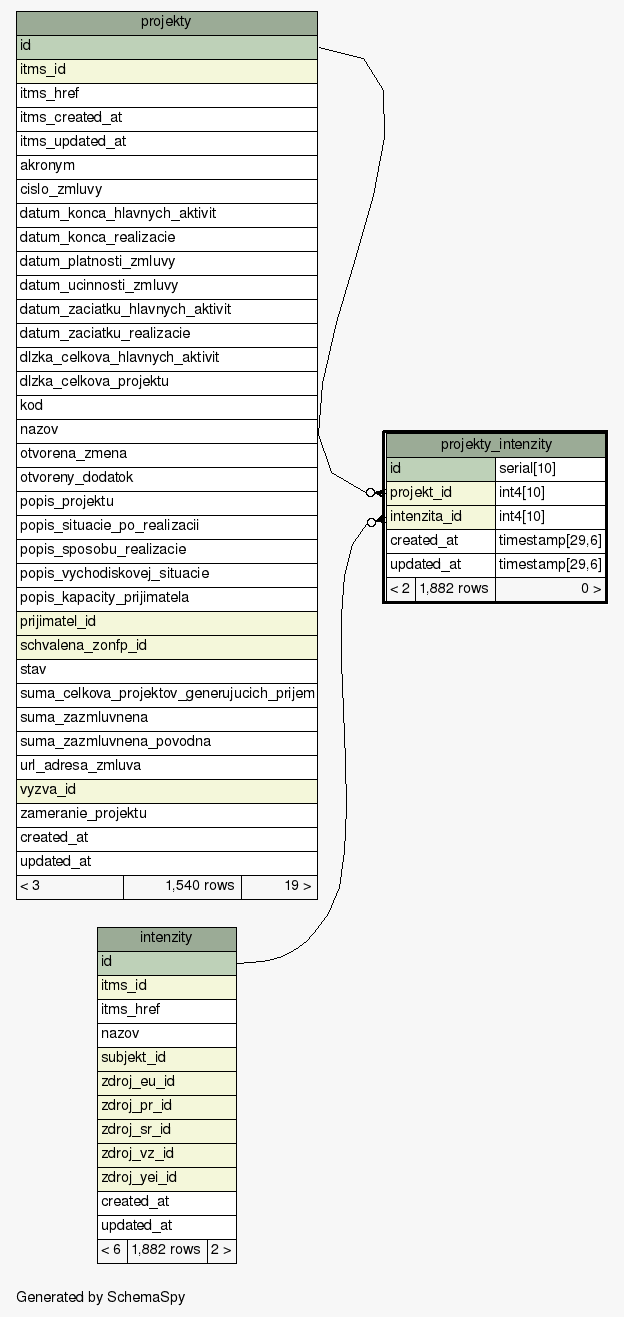 projekty
id
itms_id
itms_href
itms_created_at
itms_updated_at
akronym
cislo_zmluvy
datum_konca_hlavnych_aktivit
datum_konca_realizacie
datum_platnosti_zmluvy
datum_ucinnosti_zmluvy
datum_zaciatku_hlavnych_aktivit
datum_zaciatku_realizacie
dlzka_celkova_hlavnych_aktivit
dlzka_celkova_projektu
kod
nazov
otvorena_zmena
otvoreny_dodatok
popis_projektu
popis_situacie_po_realizacii
popis_sposobu_realizacie
popis_vychodiskovej_situacie
popis_kapacity_prijimatela
prijimatel_id
schvalena_zonfp_id
stav
suma_celkova_projektov_generujucich_prijem
suma_zazmluvnena
suma_zazmluvnena_povodna
url_adresa_zmluva
vyzva_id
zameranie_projektu
created_at
updated_at
< 3 1,540 rows 19 >
projekty_intenzity
id serial[10]
projekt_id int4[10]
intenzita_id int4[10]
created_at timestamp[29,6]
updated_at timestamp[29,6]
< 2 1,882 rows 0 >
intenzity
id
itms_id
itms_href
nazov
subjekt_id
zdroj_eu_id
zdroj_pr_id
zdroj_sr_id
zdroj_vz_id
zdroj_yei_id
created_at
updated_at
< 6 1,882 rows 2 >
Generated by SchemaSpy